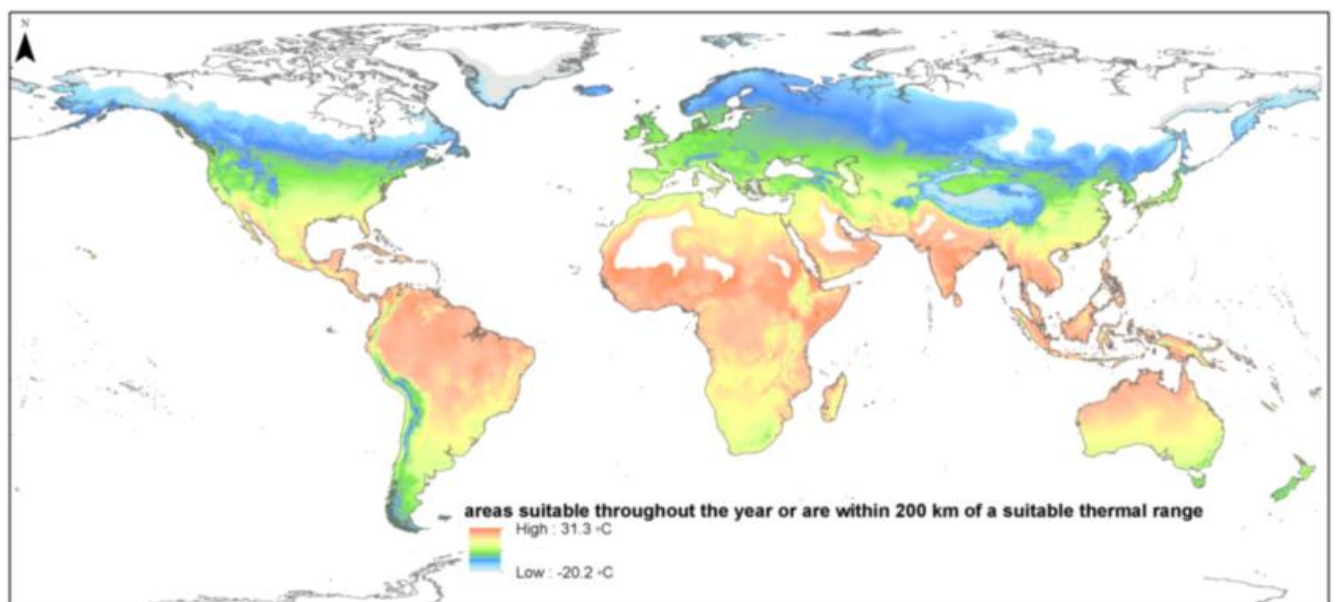 N
areas suitable throughout the year or are within 200 km of a suitable thermal range
High : 31.3 ◦C
Low : -20.2 ◦C